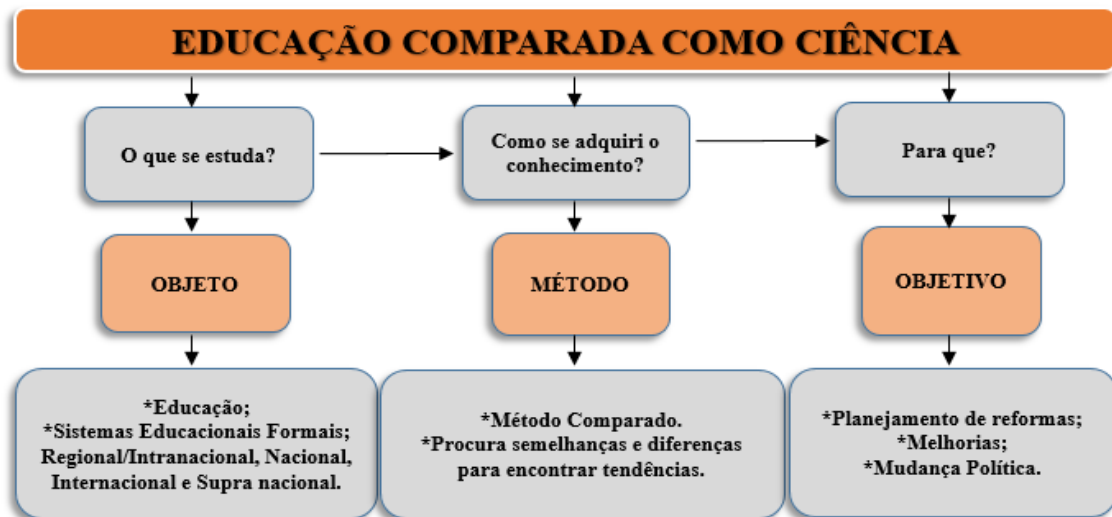 EDUCAÇÃO COMPARADA COMO CIÊNCIA
O que se estuda?
Como se adquiri o
conhecimento?
Para que?
OBJETO
MÉTODO
OBJETIVO
*Educação;
*Sistemas Educacionais Formais;
Regional/Intranacional, Nacional,
Internacional e Supra nacional.
*Método Comparado.
*Procura semelhanças e diferenças
para encontrar tendências.
*Planejamento de reformas;
*Melhorias;
*Mudança Política.